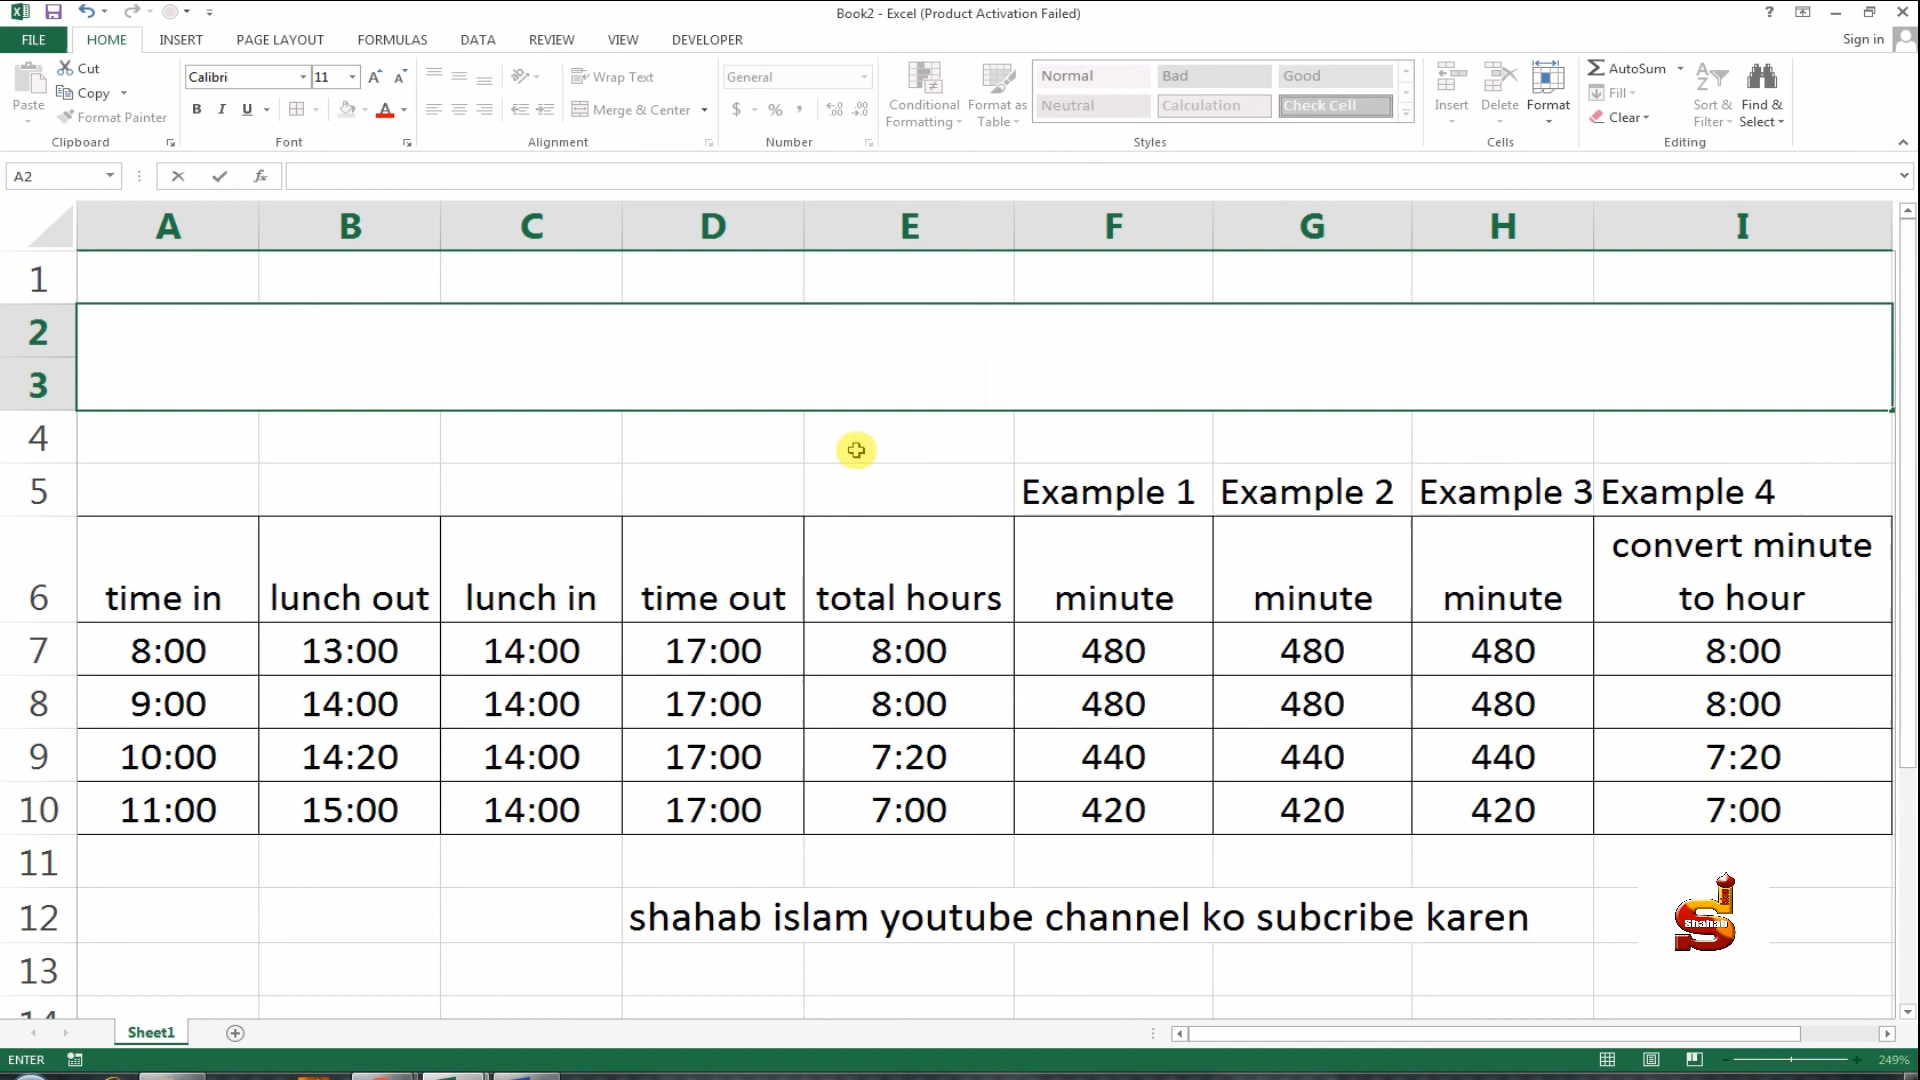 Book2 - Excel (Product Activation Failed)
FILE HOME INSERT PAGE LAYOUT FORMULAS DATA REVIEW VIEW DEVELOPER Sign in
Paste Cut Copy Format Painter Clipboard
Calibri 11 B I U A Font
Wrap Text Merge & Center Alignment
General $ % , Number
Conditional Formatting Format as Table Normal Bad Good Neutral Calculation Check Cell Styles
Insert Delete Format Cells
AutoSum Fill Clear Sort & Filter Find & Select Editing
A2 fx
A B C D E F G H I
1
2
3
4
5 Example 1 Example 2 Example 3 Example 4
6 time in lunch out lunch in time out total hours minute minute minute convert minute to hour
7 8:00 13:00 14:00 17:00 8:00 480 480 480 8:00
8 9:00 14:00 14:00 17:00 8:00 480 480 480 8:00
9 10:00 14:20 14:00 17:00 7:20 440 440 440 7:20
10 11:00 15:00 14:00 17:00 7:00 420 420 420 7:00
11
12 shahab islam youtube channel ko subcribe karen Si shahab
13
14
Sheet1
ENTER 249%